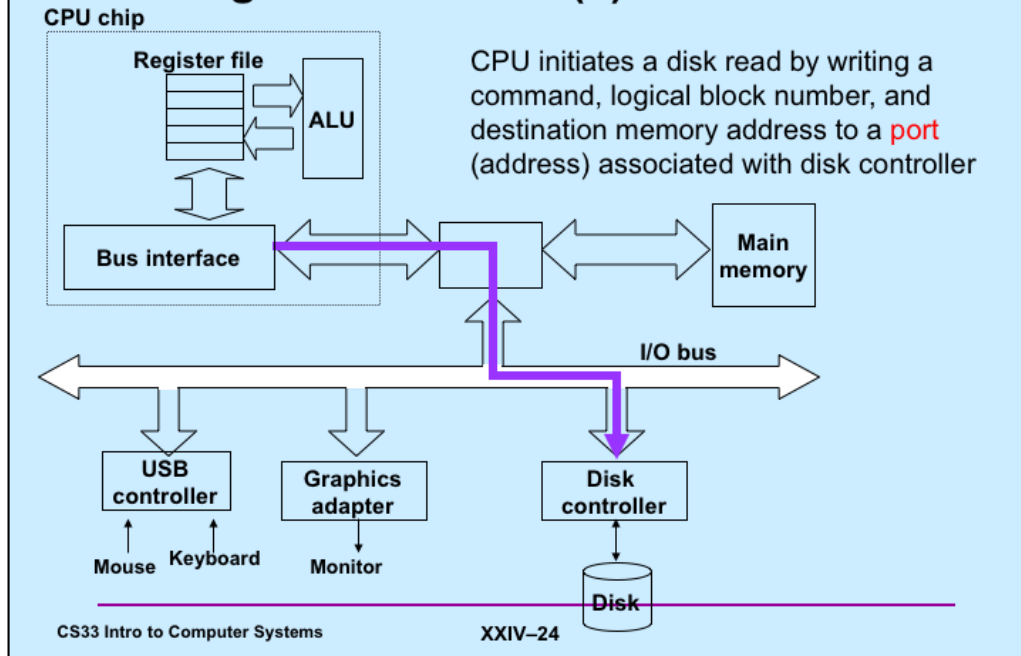 CPU chip
Register file
ALU
CPU initiates a disk read by writing a
command, logical block number, and
destination memory address to a port
(address) associated with disk controller
Bus interface
Main
memory
I/O bus
USB
controller
Graphics
adapter
Disk
controller
Mouse
Keyboard
Monitor
Disk
CS33 Intro to Computer Systems
XXIV–24